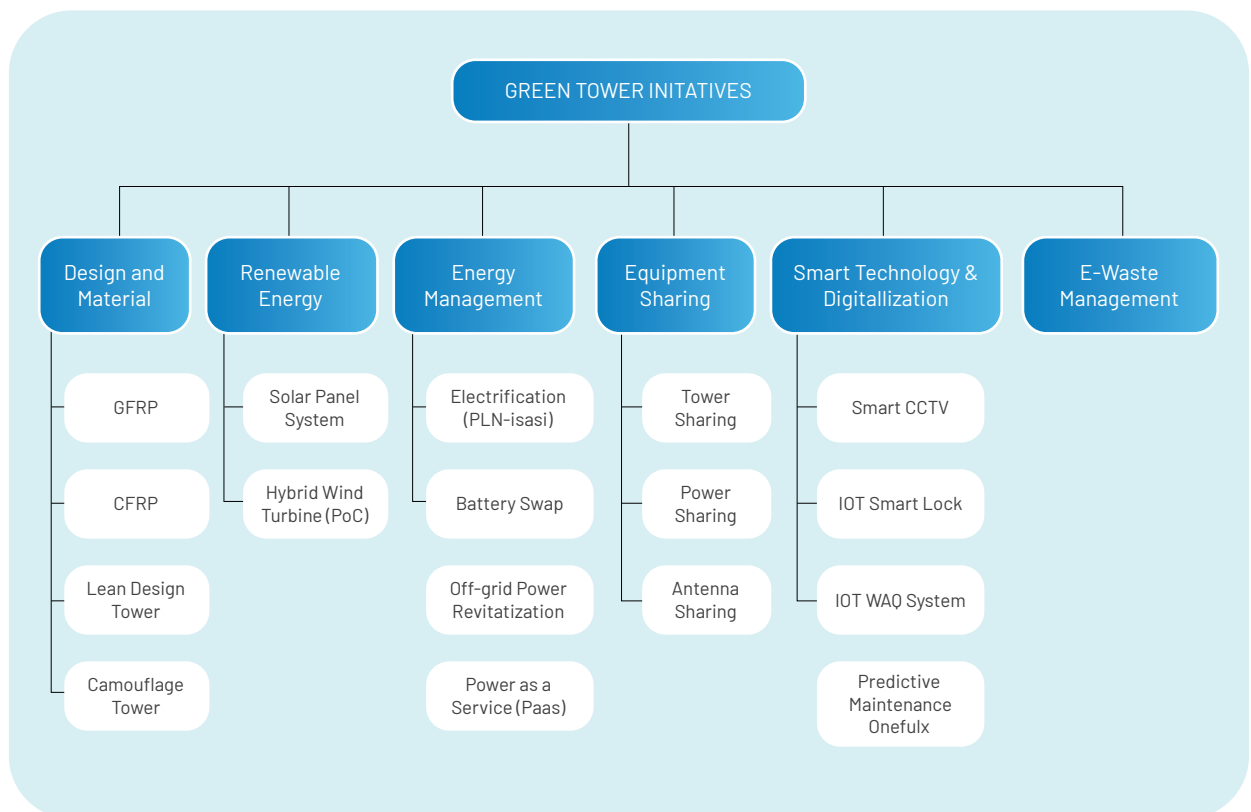 GREEN TOWER INITATIVES
Design and
Material
Renewable
Energy
Energy
Management
Equipment
Sharing
Smart Technology &
Digitallization
E-Waste
Management
GFRP
CFRP
Lean Design
Tower
Camouflage
Tower
Solar Panel
System
Hybrid Wind
Turbine (PoC)
Electrification
(PLN-isasi)
Battery Swap
Off-grid Power
Revitatization
Power as a
Service (Paas)
Tower
Sharing
Power
Sharing
Antenna
Sharing
Smart CCTV
IOT Smart Lock
IOT WAQ System
Predictive
Maintenance
Onefulx